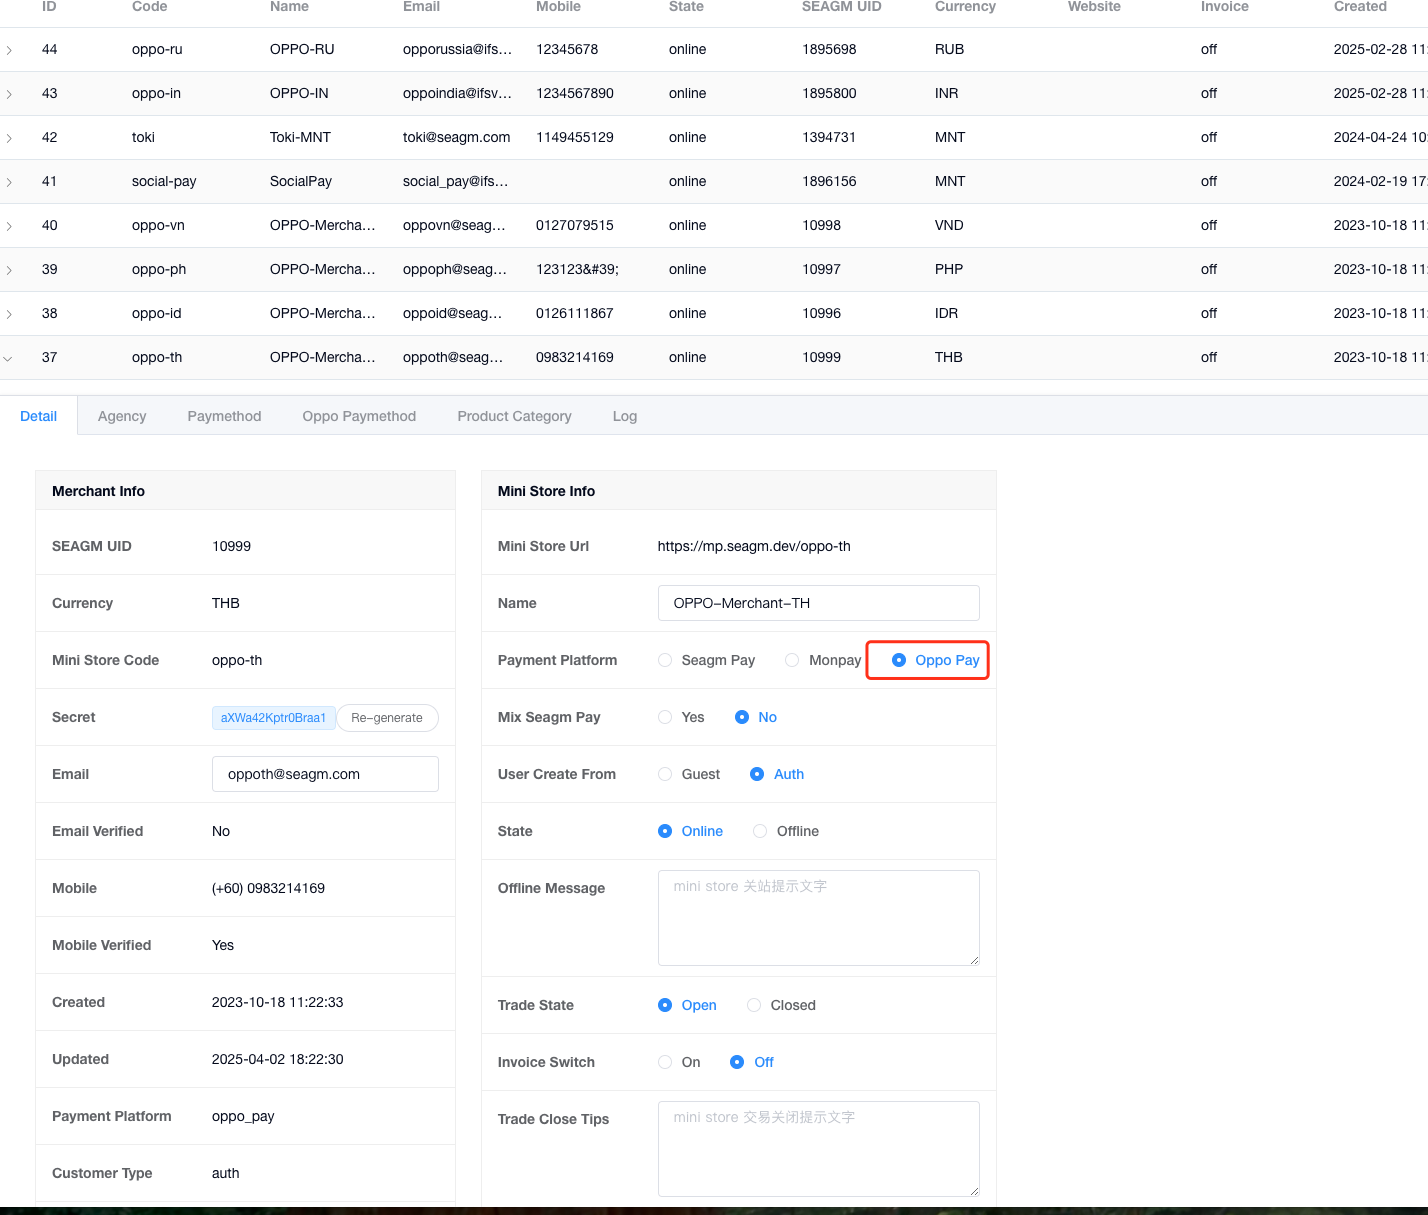 ID Code Name Email Mobile State SEAGM UID Currency Website Invoice Created
44 oppo-ru OPPO-RU opporussia@ifs... 12345678 online 1895698 RUB off 2025-02-28 11:
43 oppo-in OPPO-IN oppoindia@ifsv... 1234567890 online 1895800 INR off 2025-02-28 11:
42 toki Toki-MNT toki@seagm.com 1149455129 online 1394731 MNT off 2024-04-24 10:
41 social-pay SocialPay social_pay@ifs... online 1896156 MNT off 2024-02-19 17:
40 oppo-vn OPPO-Mercha... oppovn@seag... 0127079515 online 10998 VND off 2023-10-18 11:
39 oppo-ph OPPO-Mercha... oppoph@seag... 123123&#39; online 10997 PHP off 2023-10-18 11:
38 oppo-id OPPO-Mercha... oppoid@seag... 0126111867 online 10996 IDR off 2023-10-18 11:
37 oppo-th OPPO-Mercha... oppoth@seag... 0983214169 online 10999 THB off 2023-10-18 11:
Detail Agency Paymethod Oppo Paymethod Product Category Log
Merchant Info
SEAGM UID 10999
Currency THB
Mini Store Code oppo-th
Secret aXWa42Kptr0Braa1 Re-generate
Email oppoth@seagm.com
Email Verified No
Mobile (+60) 0983214169
Mobile Verified Yes
Created 2023-10-18 11:22:33
Updated 2025-04-02 18:22:30
Payment Platform oppo_pay
Customer Type auth
Mini Store Info
Mini Store Url https://mp.seagm.dev/oppo-th
Name OPPO-Merchant-TH
Payment Platform Seagm Pay Monpay Oppo Pay
Mix Seagm Pay Yes No
User Create From Guest Auth
State Online Offline
Offline Message mini store 关站提示文字
Trade State Open Closed
Invoice Switch On Off
Trade Close Tips mini store 交易关闭提示文字